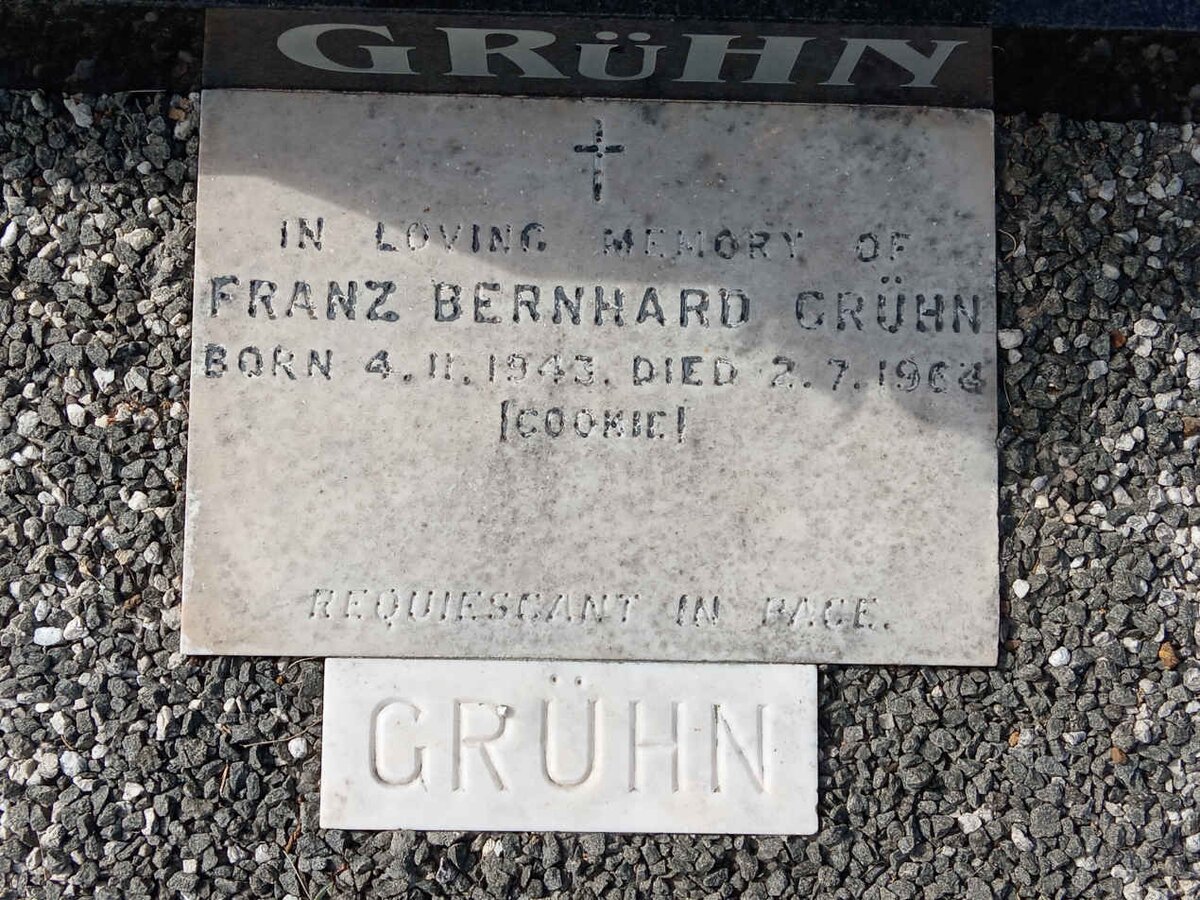 GRÜHN
IN LOVING MEMORY OF
FRANZ BERNHARD GRÜHN
BORN 4.11.1943. DIED 2.7.1964
(COOKIE)
REQUIESCANT IN PACE.
GRÜHN